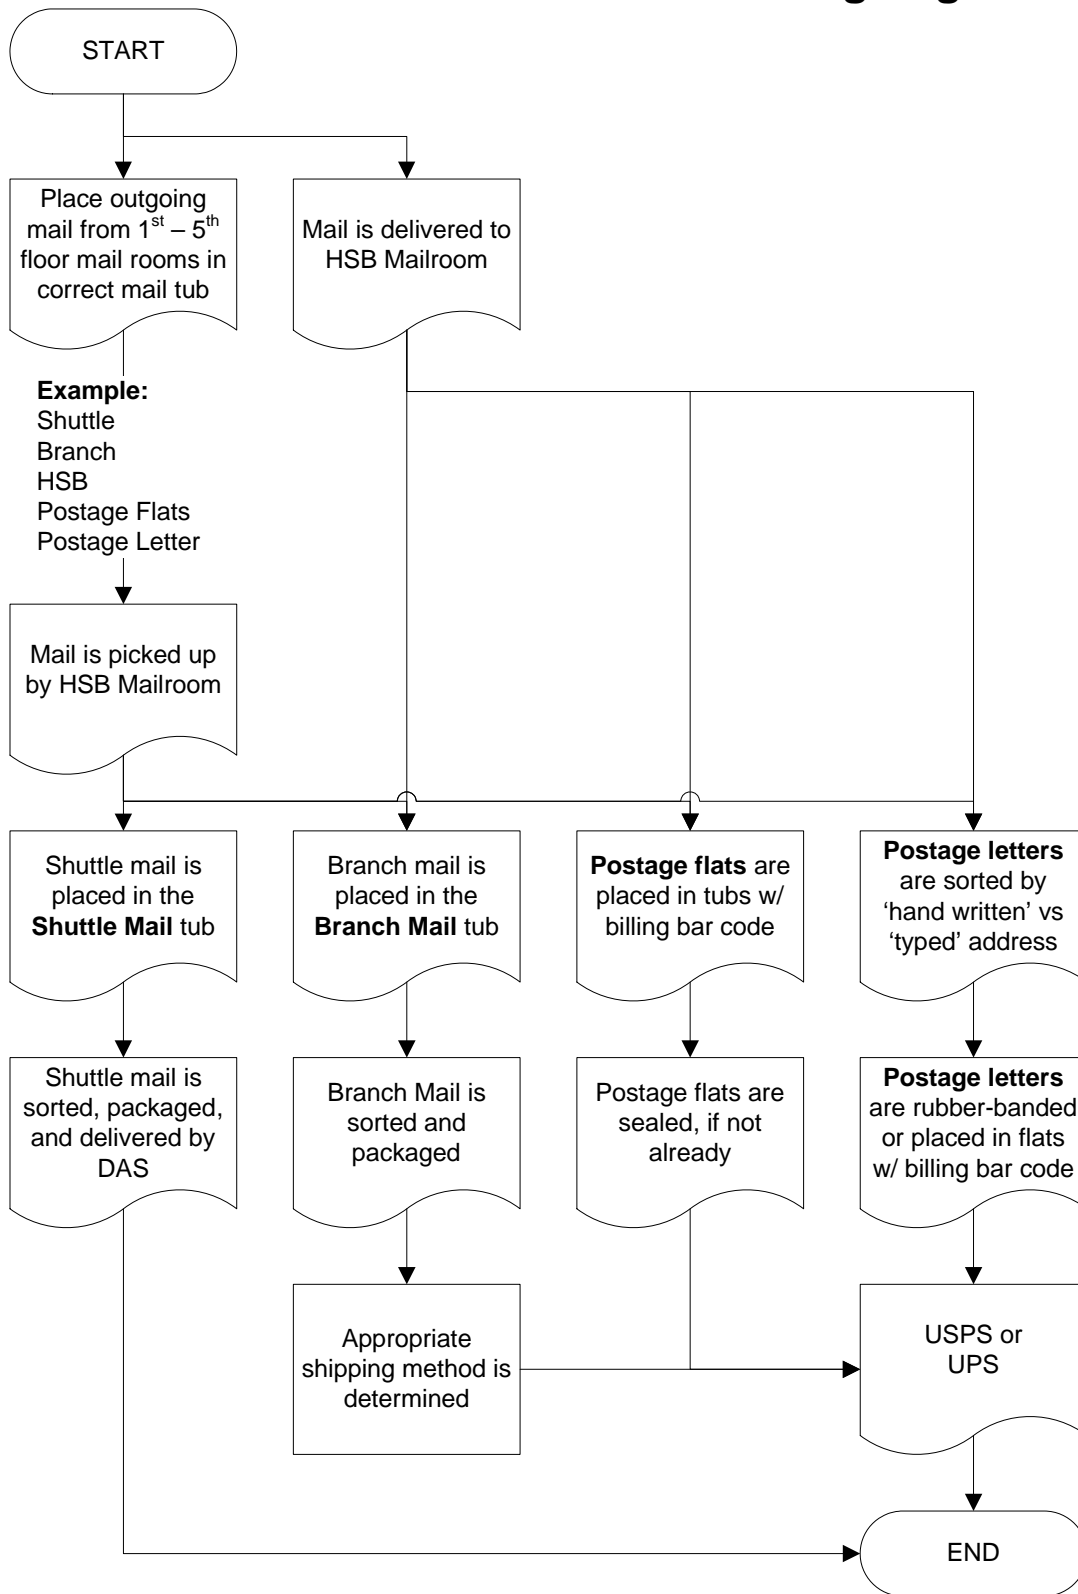 START
Place outgoing
mail from 1st – 5th
floor mail rooms in
correct mail tub
Mail is delivered to
HSB Mailroom
Example:
Shuttle
Branch
HSB
Postage Flats
Postage Letter
Mail is picked up
by HSB Mailroom
Shuttle mail is
placed in the
Shuttle Mail tub
Branch mail is
placed in the
Branch Mail tub
Postage flats are
placed in tubs w/
billing bar code
Postage letters
are sorted by
‘hand written’ vs
‘typed’ address
Shuttle mail is
sorted, packaged,
and delivered by
DAS
Branch Mail is
sorted and
packaged
Postage flats are
sealed, if not
already
Postage letters
are rubber-banded
or placed in flats
w/ billing bar code
Appropriate
shipping method is
determined
USPS or
UPS
END